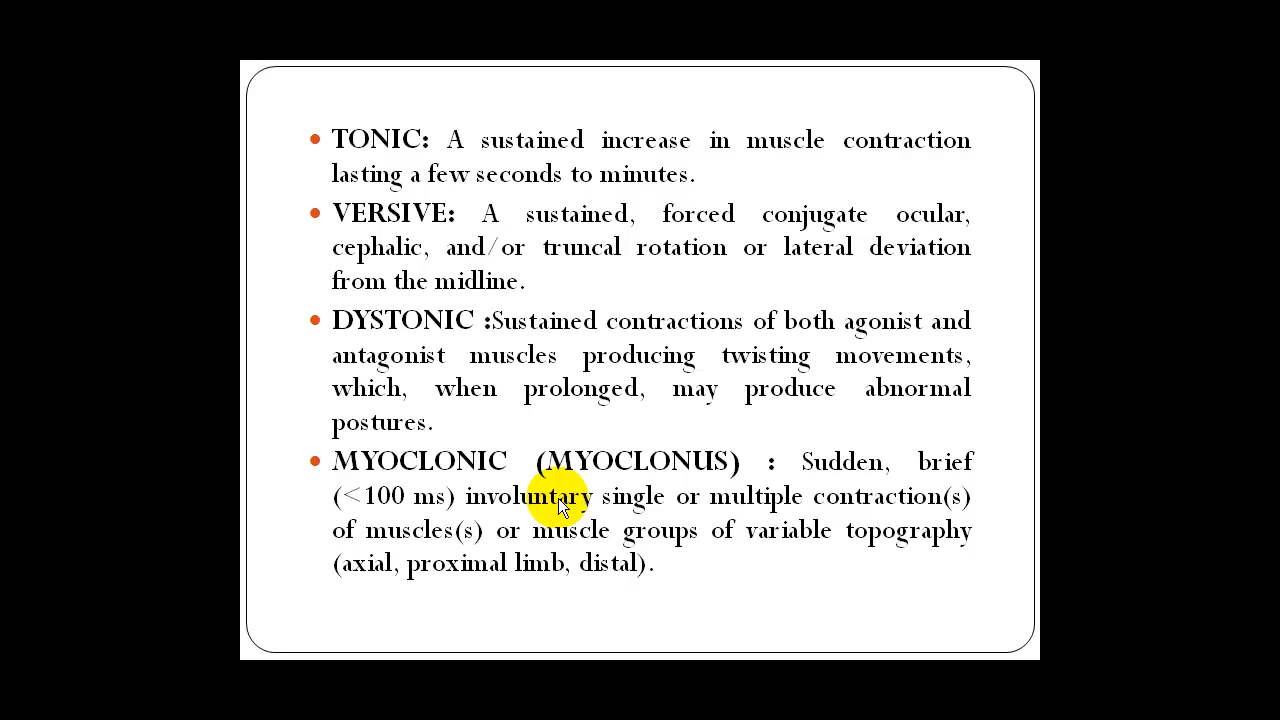 TONIC: A sustained increase in muscle contraction
lasting a few seconds to minutes.
VERSIVE: A sustained, forced conjugate ocular,
cephalic, and/or truncal rotation or lateral deviation
from the midline.
DYSTONIC :Sustained contractions of both agonist and
antagonist muscles producing twisting movements,
which, when prolonged, may produce abnormal
postures.
MYOCLONIC (MYOCLONUS) : Sudden, brief
(<100 ms) involuntary single or multiple contraction(s)
of muscles(s) or muscle groups of variable topography
(axial, proximal limb, distal).